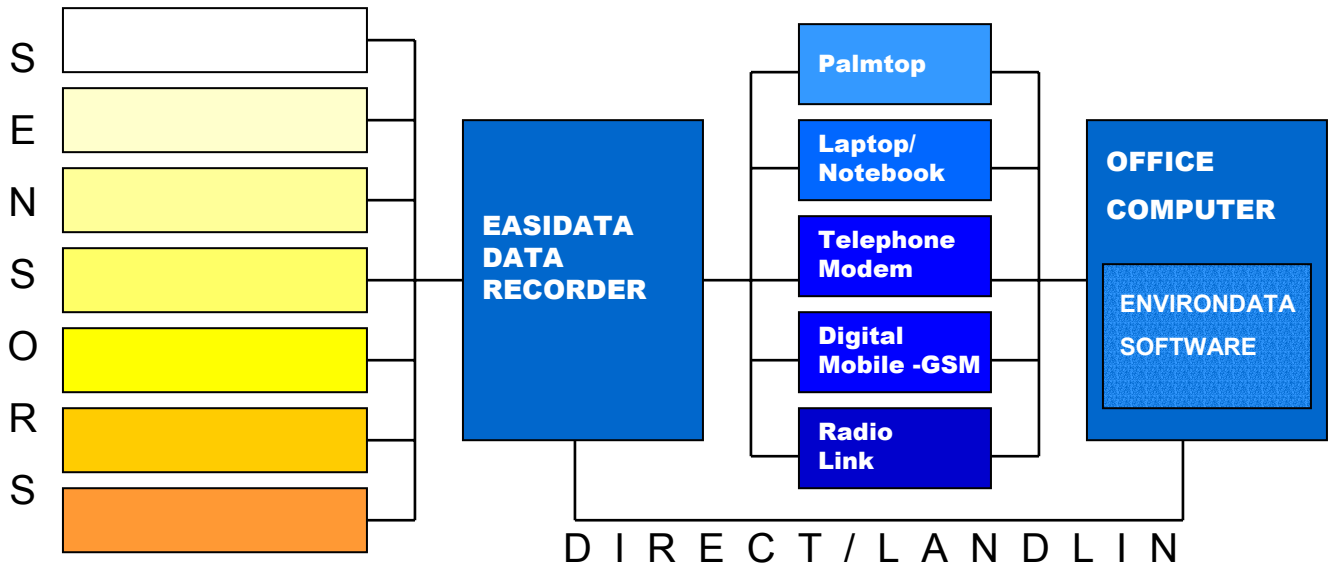 S E N S O R S
EASIDATA
DATA
RECORDER
Palmtop
Laptop/
Notebook
Telephone
Modem
Digital
Mobile -GSM
Radio
Link
OFFICE
COMPUTER
ENVIRONDATA
SOFTWARE
D I R E C T / L A N D L I N